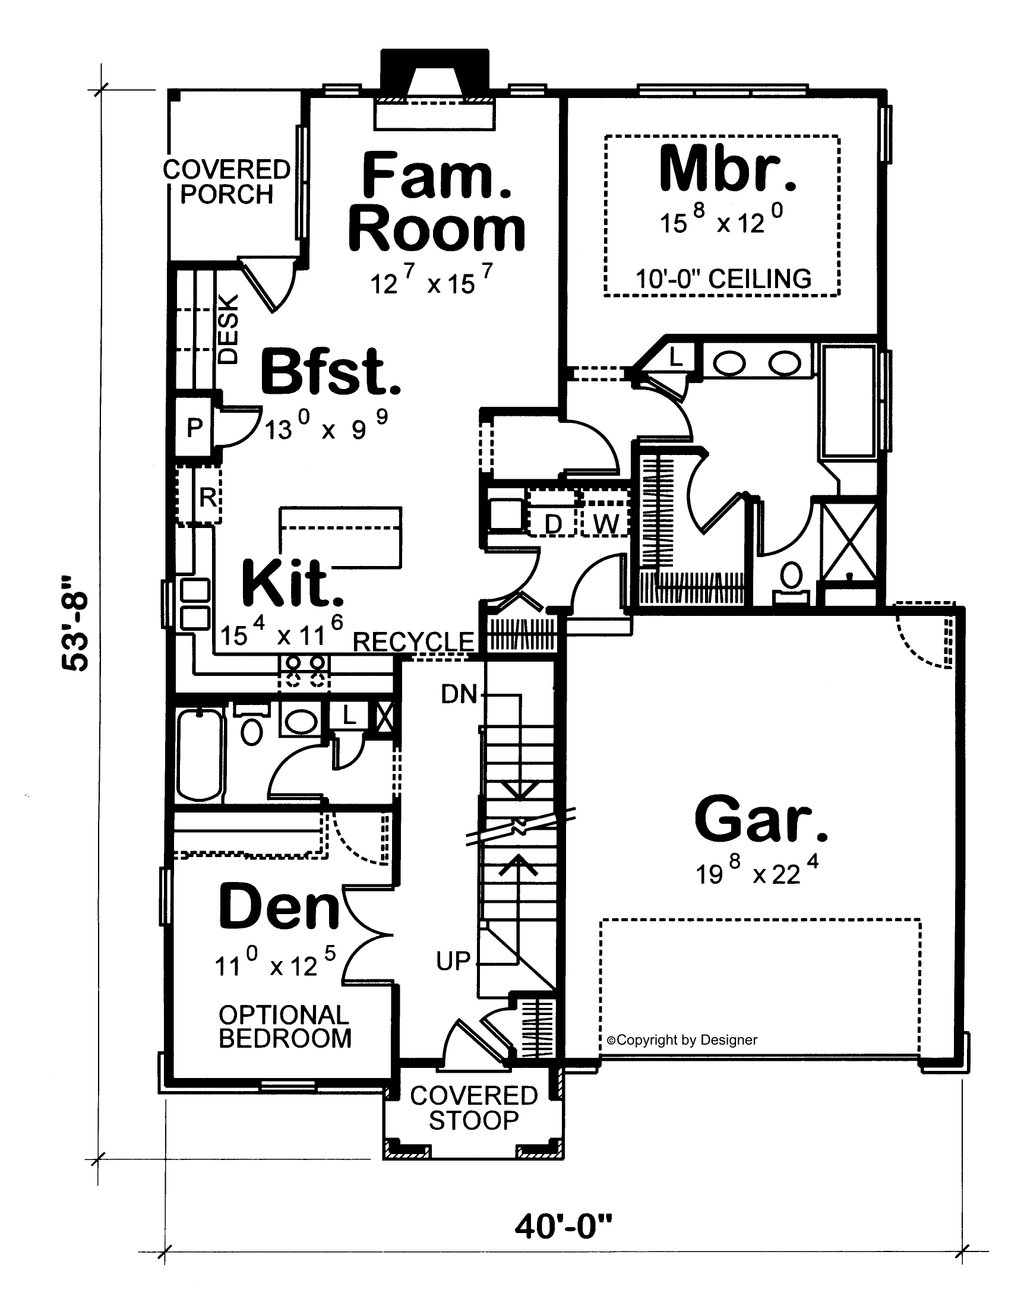 COVERED
PORCH
Fam.
Room
12 7 x 15 7
Mbr.
15 8 x 12 0
10'-0" CEILING
DESK
Bfst.
13 0 x 9 9
L
P
R
D
W
Kit.
15 4 x 11 6
RECYCLE
53'-8"
DN
L
Gar.
19 8 x 22 4
Den
11 0 x 12 5
OPTIONAL
BEDROOM
UP
©Copyright by Designer
COVERED
STOOP
40'-0"